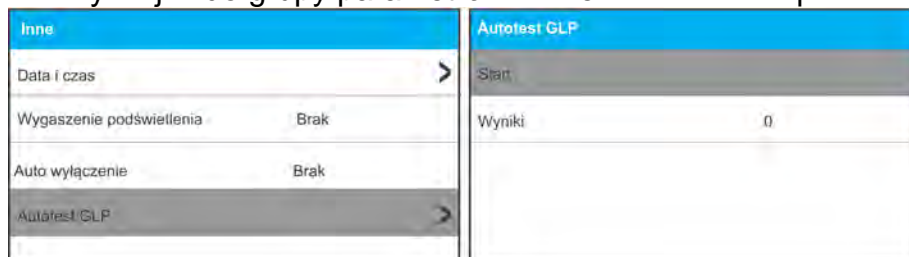 Inne
Data i czas
Wygaszenie podświetlenia Brak
Auto wyłączenie Brak
Autotest GLP
Autotest GLP
Start
Wyniki 0